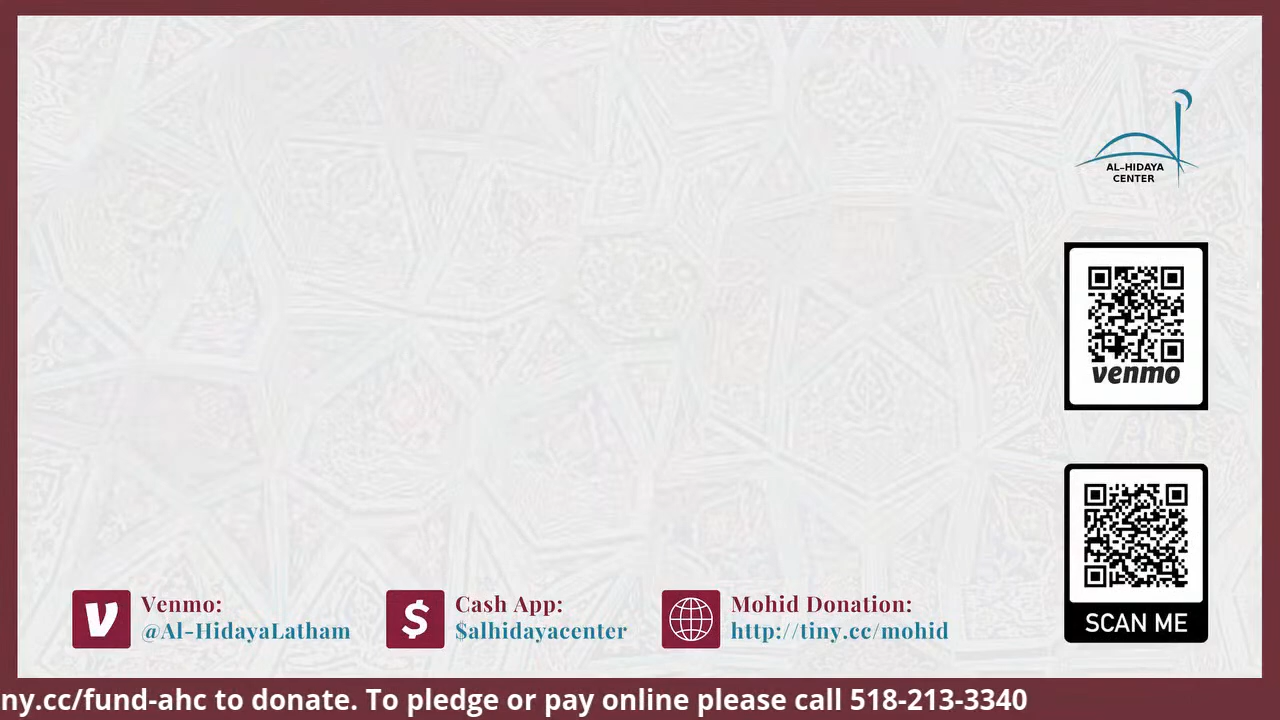 AL-HIDAYA
CENTER
venmo
SCAN ME
Venmo:
@Al-HidayaLatham
Cash App:
$alhidayacenter
Mohid Donation:
http://tiny.cc/mohid
ny.cc/fund-ahc to donate. To pledge or pay online please call 518-213-3340